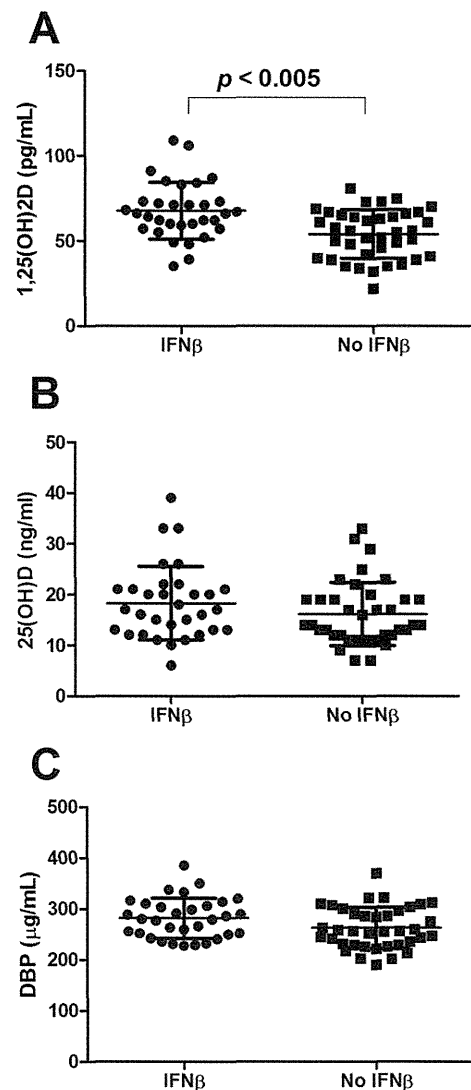 A
p < 0.005
150
100
50
0
1,25(OH)2D (pg/mL)
IFNβ No IFNβ
B
50
40
30
20
10
0
25(OH)D (ng/ml)
IFNβ No IFNβ
C
500
400
300
200
100
0
DBP (μg/mL)
IFNβ No IFNβ